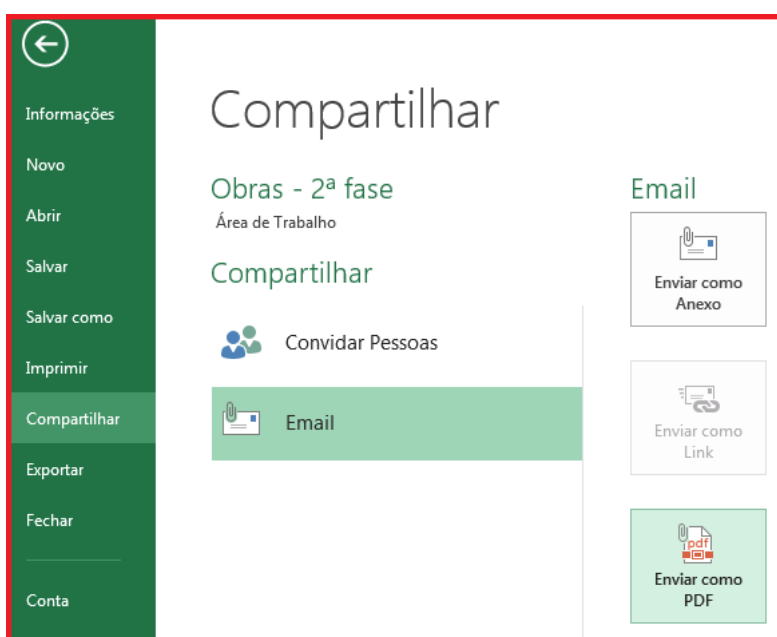 Informações
Novo
Abrir
Salvar
Salvar como
Imprimir
Compartilhar
Exportar
Fechar
Conta
Compartilhar
Obras - 2ª fase
Área de Trabalho
Compartilhar
Convidar Pessoas
Email
Email
Enviar como
Anexo
Enviar como
Link
pdf
Enviar como
PDF